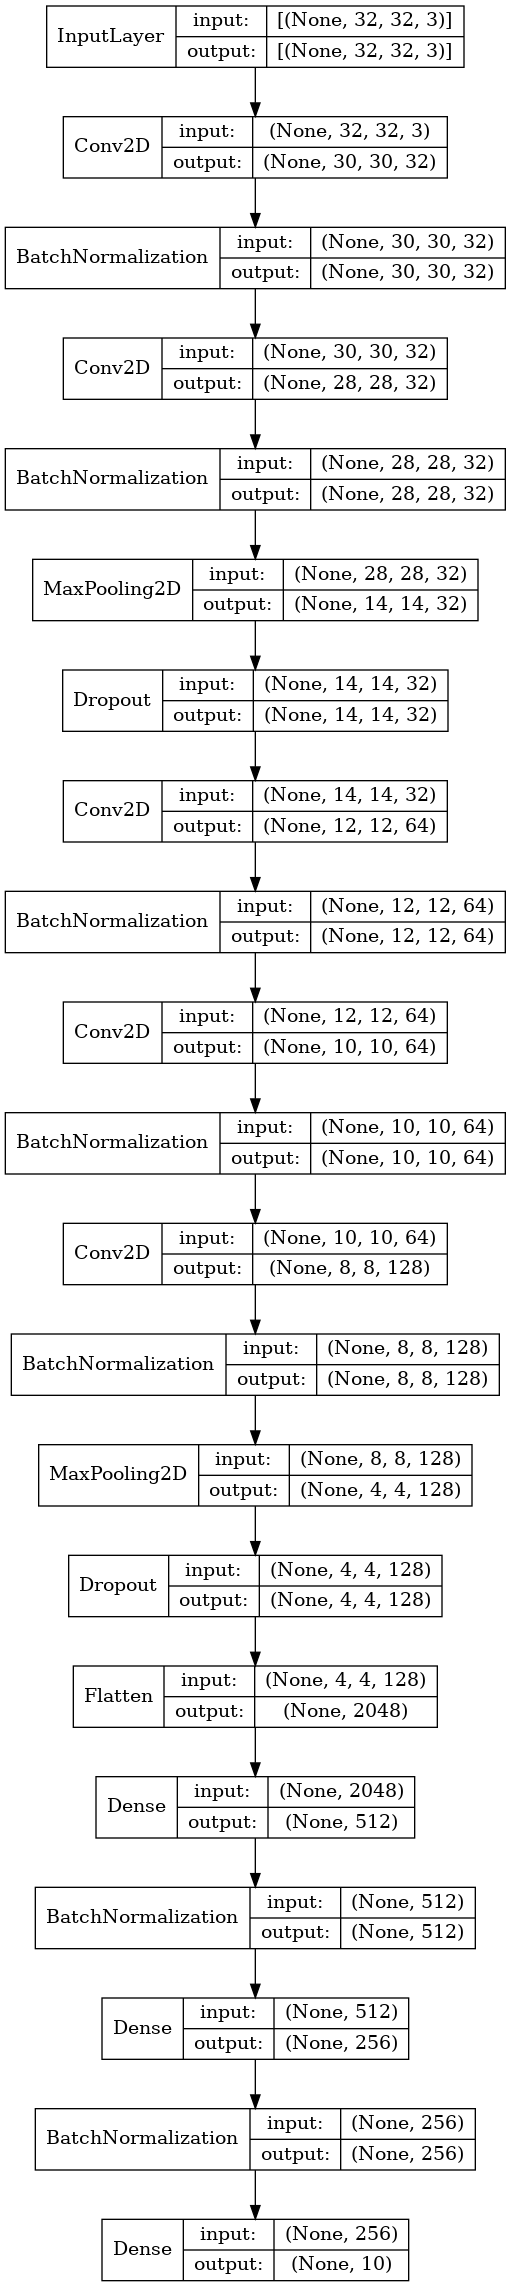 InputLayer input: [(None, 32, 32, 3)]
output: [(None, 32, 32, 3)]
Conv2D input: (None, 32, 32, 3)
output: (None, 30, 30, 32)
BatchNormalization input: (None, 30, 30, 32)
output: (None, 30, 30, 32)
Conv2D input: (None, 30, 30, 32)
output: (None, 28, 28, 32)
BatchNormalization input: (None, 28, 28, 32)
output: (None, 28, 28, 32)
MaxPooling2D input: (None, 28, 28, 32)
output: (None, 14, 14, 32)
Dropout input: (None, 14, 14, 32)
output: (None, 14, 14, 32)
Conv2D input: (None, 14, 14, 32)
output: (None, 12, 12, 64)
BatchNormalization input: (None, 12, 12, 64)
output: (None, 12, 12, 64)
Conv2D input: (None, 12, 12, 64)
output: (None, 10, 10, 64)
BatchNormalization input: (None, 10, 10, 64)
output: (None, 10, 10, 64)
Conv2D input: (None, 10, 10, 64)
output: (None, 8, 8, 128)
BatchNormalization input: (None, 8, 8, 128)
output: (None, 8, 8, 128)
MaxPooling2D input: (None, 8, 8, 128)
output: (None, 4, 4, 128)
Dropout input: (None, 4, 4, 128)
output: (None, 4, 4, 128)
Flatten input: (None, 4, 4, 128)
output: (None, 2048)
Dense input: (None, 2048)
output: (None, 512)
BatchNormalization input: (None, 512)
output: (None, 512)
Dense input: (None, 512)
output: (None, 256)
BatchNormalization input: (None, 256)
output: (None, 256)
Dense input: (None, 256)
output: (None, 10)